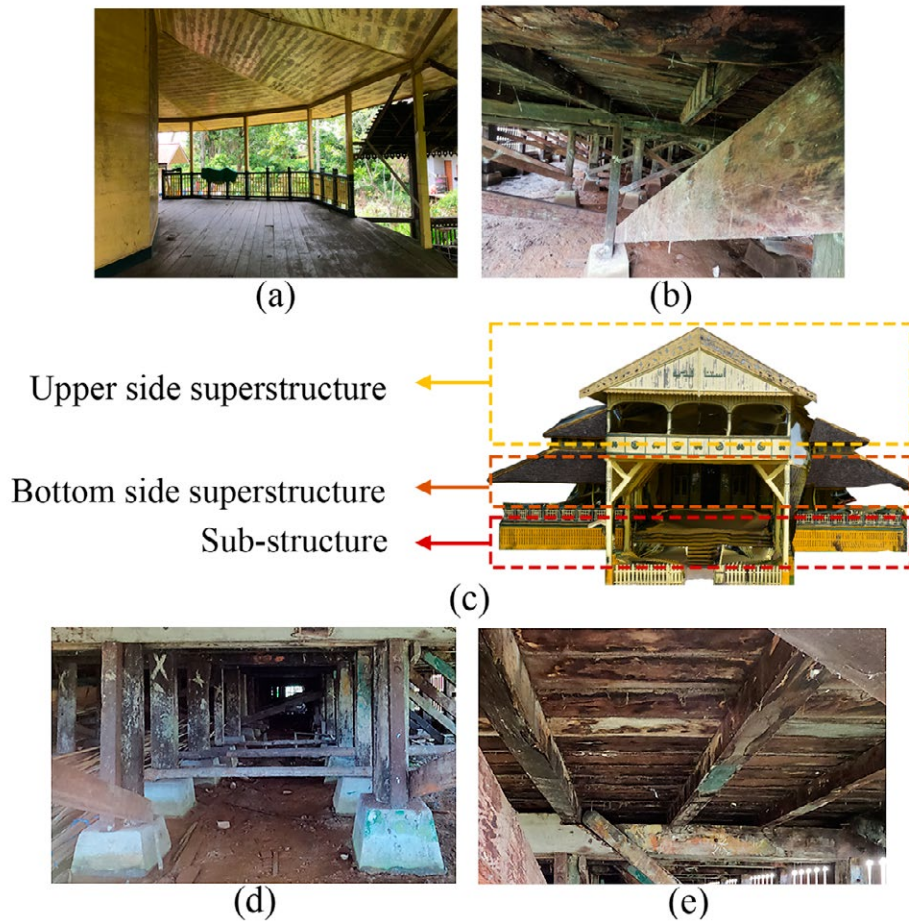 (a)
(b)
Upper side superstructure
Bottom side superstructure
Sub-structure
(c)
X
X
(d)
(e)